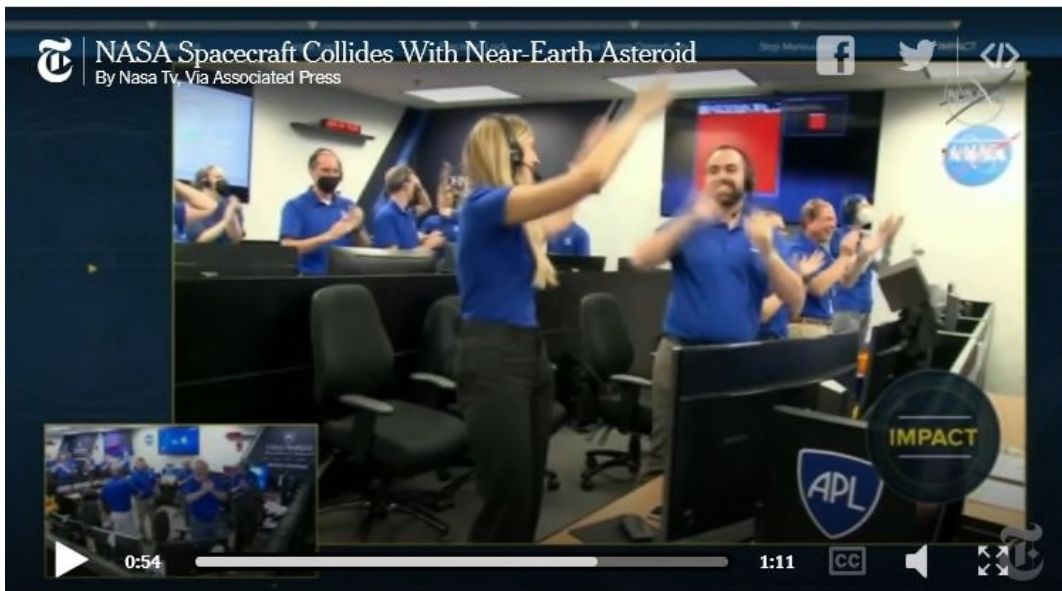 NASA Spacecraft Collides With Near-Earth Asteroid
By Nasa Tv, Via Associated Press
IMPACT
NASA
IMPACT
APL
0:54
1:11
CC